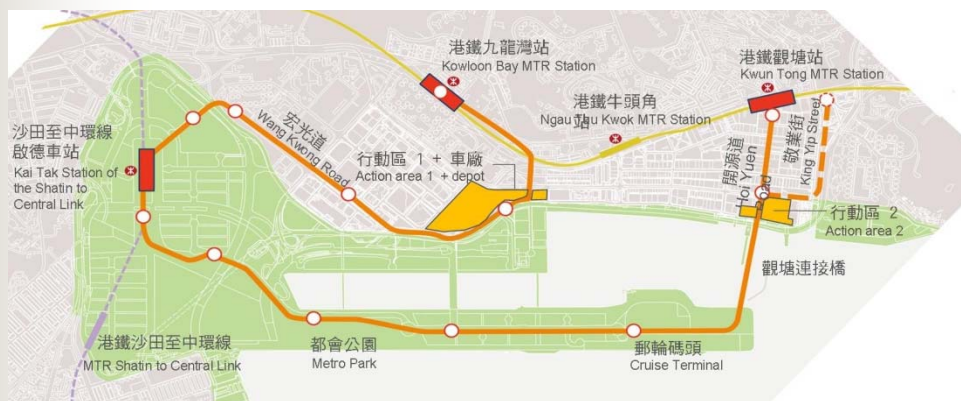 港鐵九龍灣站
Kowloon Bay MTR Station
港鐵觀塘站
Kwun Tong MTR Station
港鐵牛頭角
站
Ngau Thu Kwok MTR Station
沙田至中環線
啟德車站
Kai Tak Station of
the Shatin to
Central Link
宏光道
Wang Kwong Road
行動區 1 + 車廠
Action area 1 + depot
開源道
Hoi Yuen
Road
敬業街
King Yip Street
行動區 2
Action area 2
觀塘連接橋
港鐵沙田至中環線
MTR Shatin to Central Link
都會公園
Metro Park
郵輪碼頭
Cruise Terminal